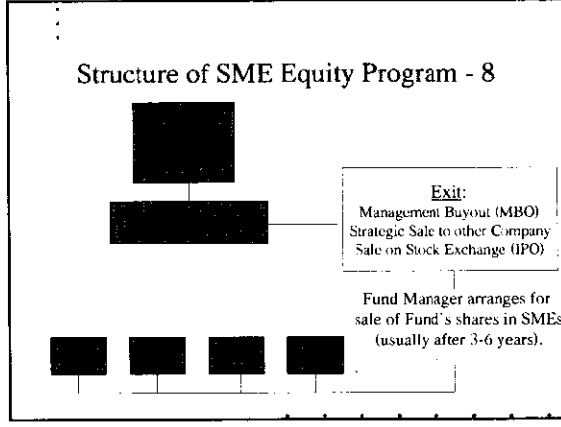 Structure of SME Equity Program - 8
Exit:
Management Buyout (MBO)
Strategic Sale to other Company
Sale on Stock Exchange (IPO)
Fund Manager arranges for
sale of Fund's shares in SMEs
(usually after 3-6 years).